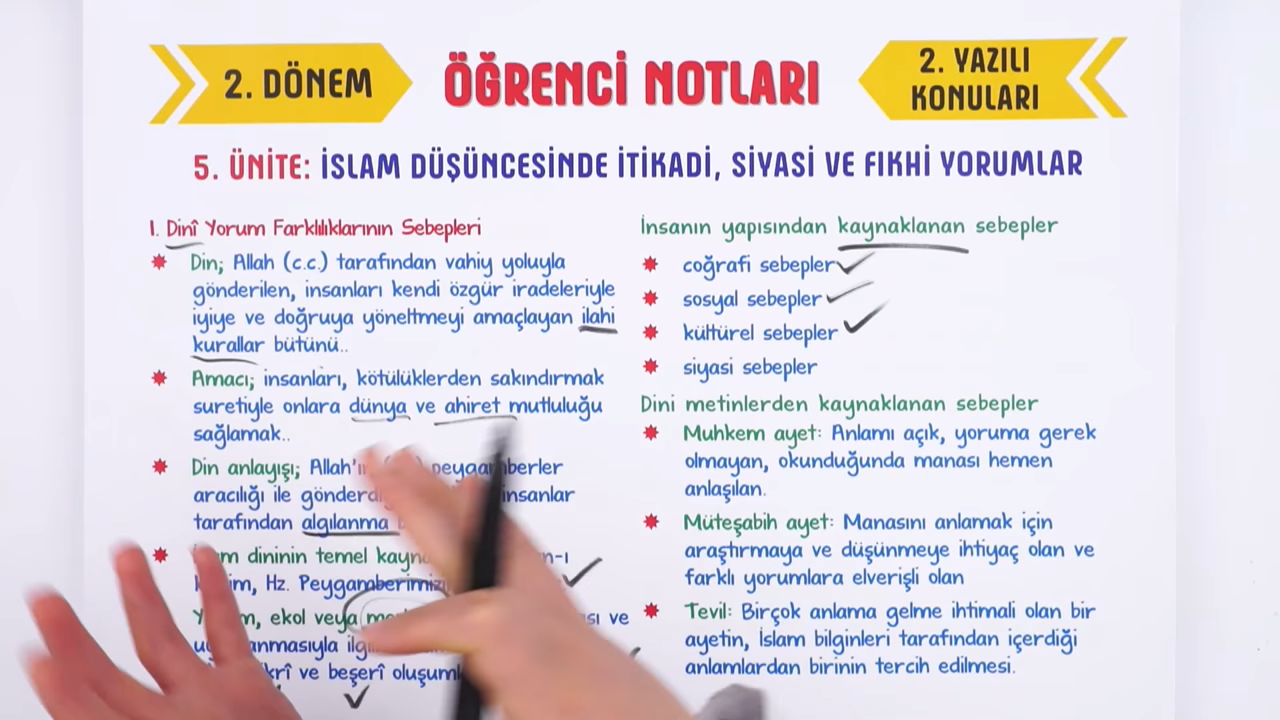 2. DÖNEM
ÖĞRENCİ NOTLARI
2. YAZILI
KONULARI
5. ÜNİTE: İSLAM DÜŞÜNCESİNDE İTİKADİ, SİYASİ VE FIKHİ YORUMLAR
1. Dinî Yorum Farklılıklarının Sebepleri
Din; Allah (c.c.) tarafından vahiy yoluyla
gönderilen, insanları kendi özgür iradeleriyle
iyiye ve doğruya yöneltmeyi amaçlayan ilahi
kurallar bütünü..
Amacı; insanları, kötülüklerden sakındırmak
suretiyle onlara dünya ve ahiret mutluluğu
sağlamak..
Din anlayışı; peygamberler
aracılığı ile insanlar
tarafından algılanma
dininin temel
Hz. Peygamberimizin
ekol veya ve
ve beşerî
İnsanın yapısından kaynaklanan sebepler
coğrafi sebepler
sosyal sebepler
kültürel sebepler
siyasi sebepler
Dini metinlerden kaynaklanan sebepler
Muhkem ayet: Anlamı açık, yoruma gerek
olmayan, okunduğunda manası hemen
anlaşılan.
Müteşabih ayet: Manasını anlamak için
araştırmaya ve düşünmeye ihtiyaç olan ve
farklı yorumlara elverişli olan
Tevil: Birçok anlama gelme ihtimali olan bir
ayetin, İslam bilginleri tarafından içerdiği
anlamlardan birinin tercih edilmesi.